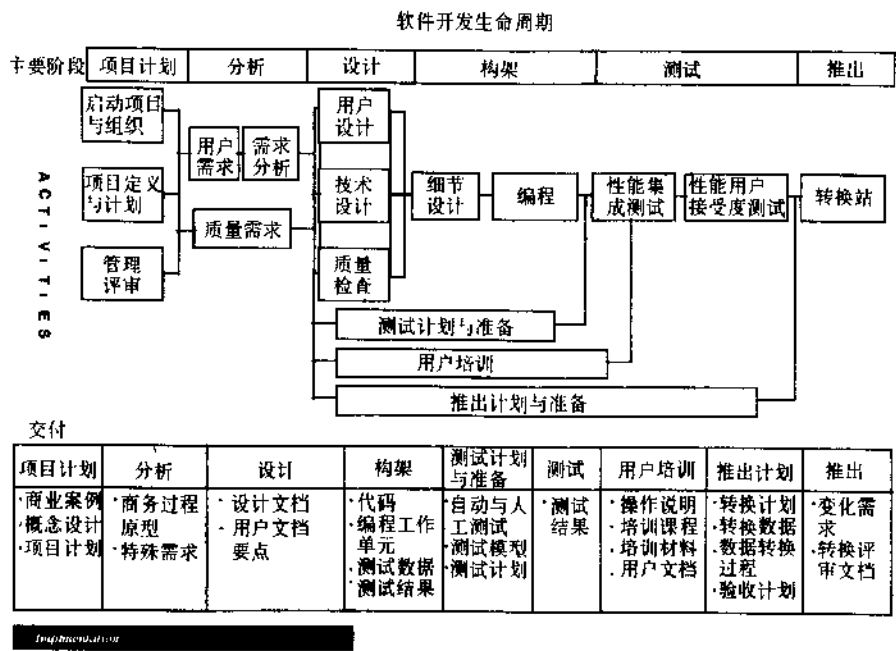 软件开发生命周期
主要阶段 项目计划 分析 设计 构架 测试 推出
ACTIVITIES
启动项目
与组织
项目定义
与计划
管理
评审
用户
需求
需求
分析
质量需求
用户
设计
技术
设计
质量
检查
细节
设计
编程
性能集
成测试
性能用户
接受度测试
转换站
测试计划与准备
用户培训
推出计划与准备
交付
项目计划
·商业案例
·概念设计
·项目计划
分析
·商务过程
原型
·特殊需求
设计
·设计文档
·用户文档
要点
构架
·代码
·编程工作
单元
·测试数据
·测试结果
测试计划
与准备
·自动与人
工测试
·测试模型
·测试计划
测试
·测试
结果
用户培训
·操作说明
·培训课程
·培训材料
·用户文档
推出计划
·转换计划
·转换数据
·数据转换
过程
·验收计划
推出
·变化需
求
·转换评
审文档